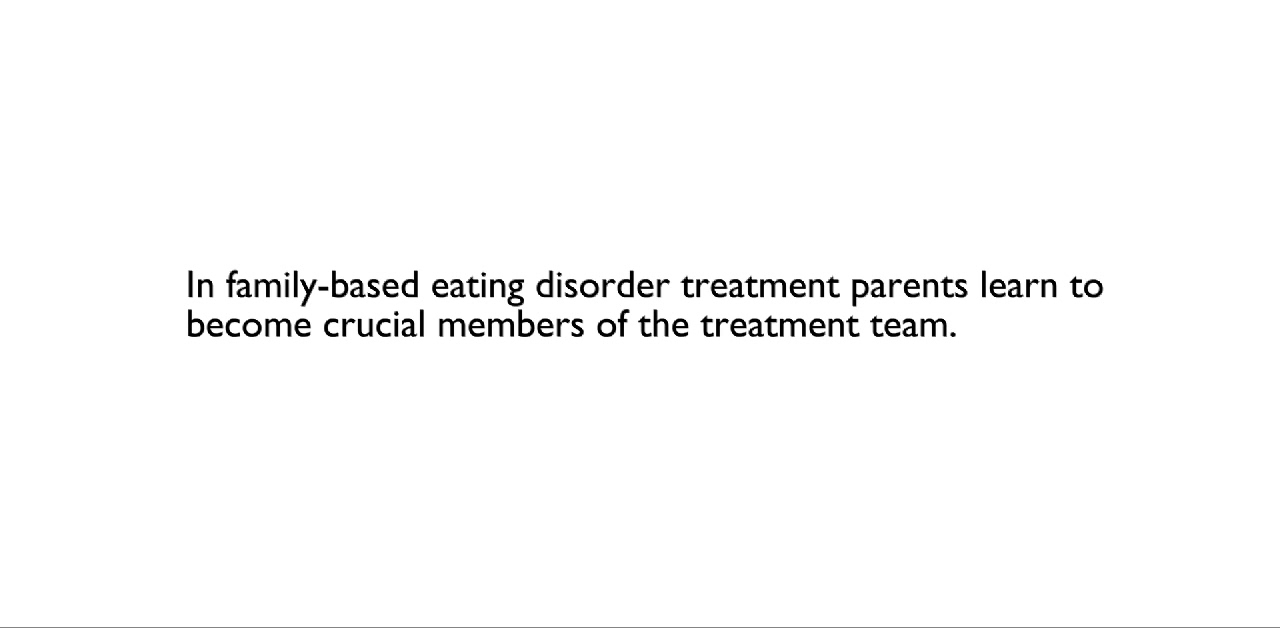 In family-based eating disorder treatment parents learn to
become crucial members of the treatment team.